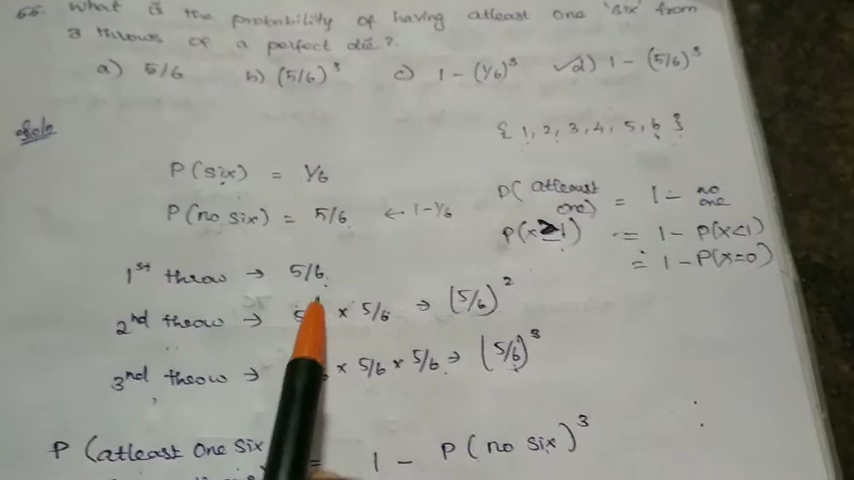 66. What is the probability of having atleast one 'six' from
3 throws of a perfect die?
a) 5/6 b) (5/6)³ c) 1 - (1/6)³ ✓d) 1 - (5/6)³
Soln
{1, 2, 3, 4, 5, 6}
P(six) = 1/6
P(no six) = 5/6 ← 1 - 1/6
P(atleast one) = 1 - no one
P(x≥1) = 1 - P(x<1)
= 1 - P(x=0)
1st throw → 5/6
2nd throw → 5 × 5/6 → (5/6)²
3rd throw → × 5/6 × 5/6 → (5/6)³
P(atleast one six = 1 - P(no six)³